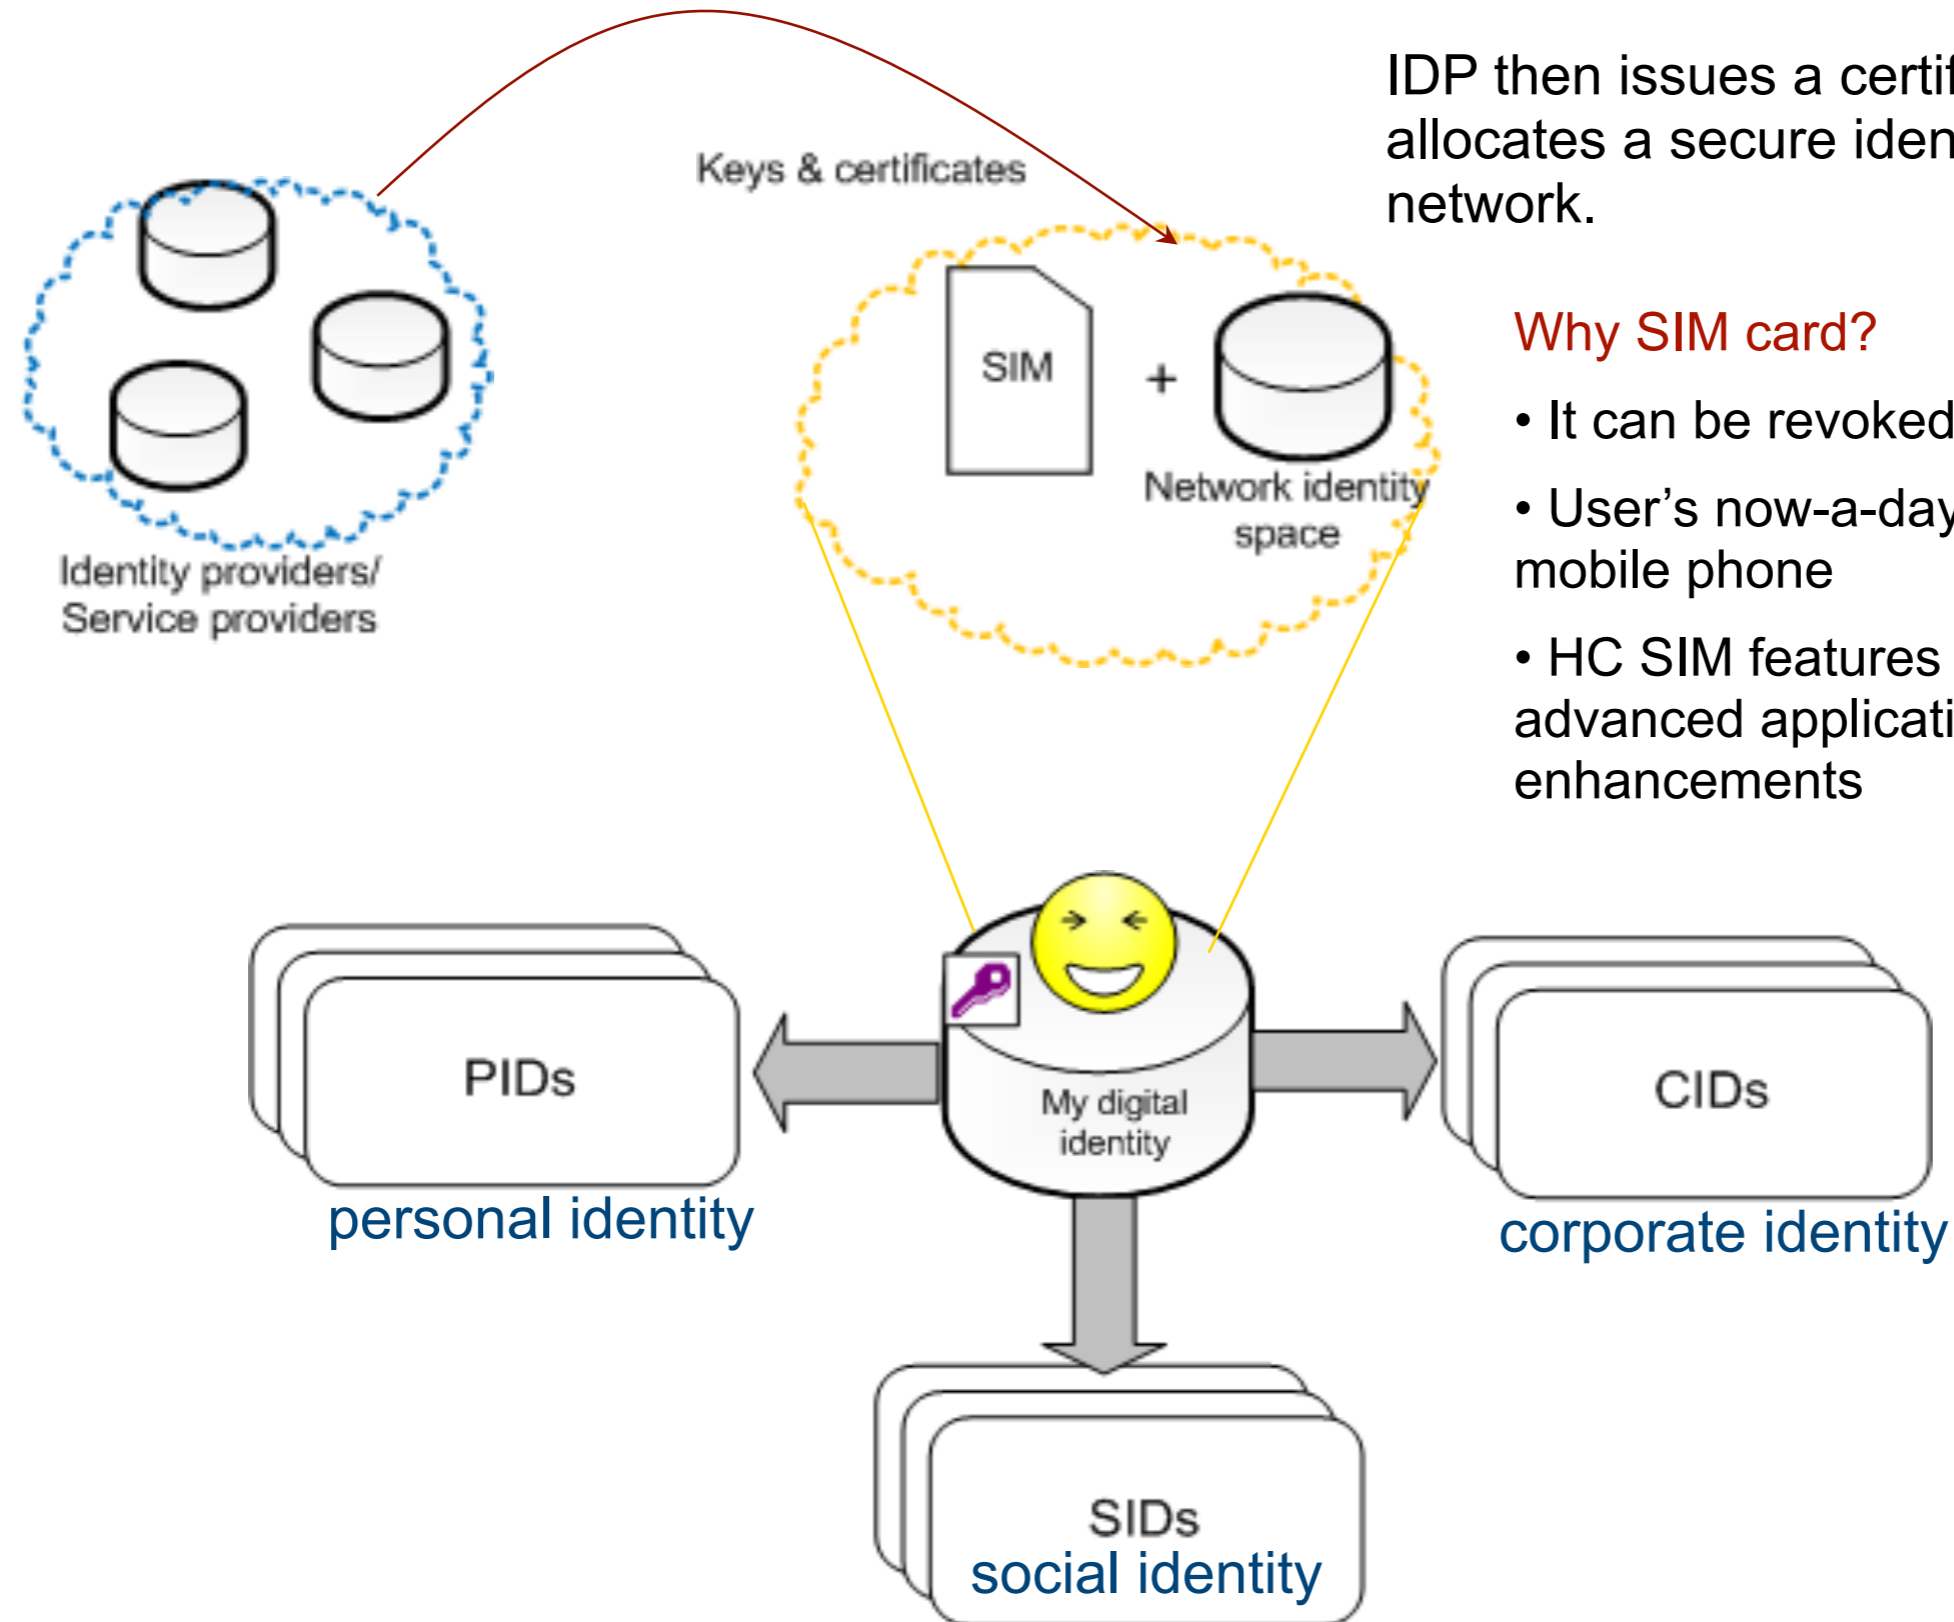 IDP then issues a certif
allocates a secure iden
network.
Keys & certificates
SIM
+
Network identity
space
Identity providers/
Service providers
Why SIM card?
• It can be revoked
• User’s now-a-day
mobile phone
• HC SIM features
advanced applicati
enhancements
PIDs
personal identity
My digital
identity
CIDs
corporate identity
SIDs
social identity